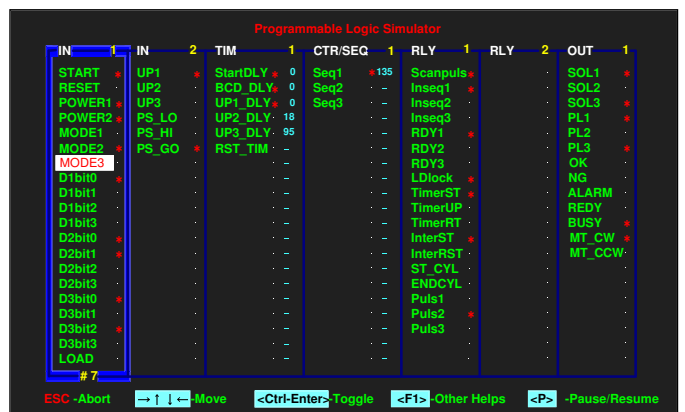 Programmable Logic Simulator
IN 1 IN 2 TIM 1 CTR/SEQ 1 RLY 1 RLY 2 OUT 1
START * UP1 * StartDLY * 0 Seq1 * 135 Scanpuls * SOL1 *
RESET UP2 BCD_DLY * 0 Seq2 - Inseq1 * SOL2
POWER1 * UP3 UP1_DLY * 0 Seq3 - Inseq2 SOL3 *
POWER2 * PS_LO UP2_DLY 18 - Inseq3 PL1 *
MODE1 PS_HI UP3_DLY 95 - RDY1 * PL2
MODE2 * PS_GO * RST_TIM - - RDY2 PL3 *
MODE3 - - RDY3 OK
D1bit0 * - - LDlock * NG
D1bit1 - - TimerST * ALARM
D1bit2 - - TimerUP REDY
D1bit3 - - TimerRT BUSY *
D2bit0 * - - InterST * MT_CW *
D2bit1 * - - InterRST MT_CCW
D2bit2 - - ST_CYL
D2bit3 - - ENDCYL
D3bit0 * - - Puls1
D3bit1 - - Puls2 *
D3bit2 * - - Puls3
D3bit3 - -
LOAD - -
# 7
ESC -Abort →↑↓← -Move <Ctrl-Enter> -Toggle <F1> -Other Helps <P> -Pause/Resume